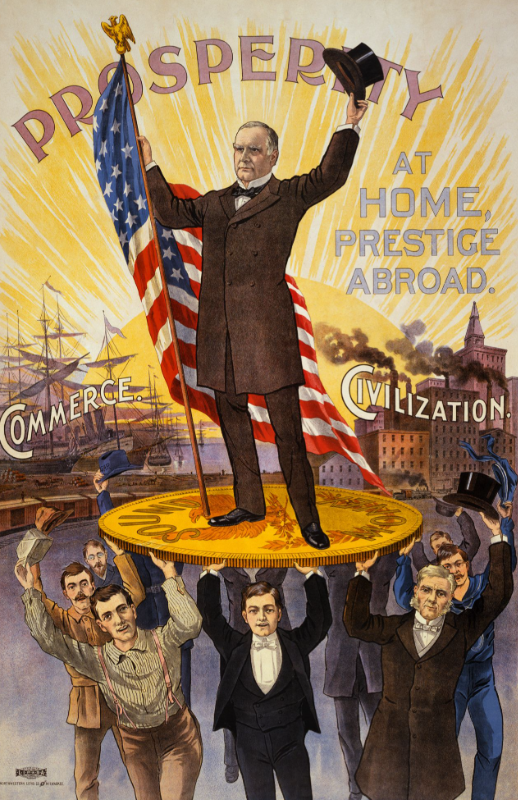 PROSPERITY
AT
HOME,
PRESTIGE
ABROAD.
COMMERCE.
CIVILIZATION.